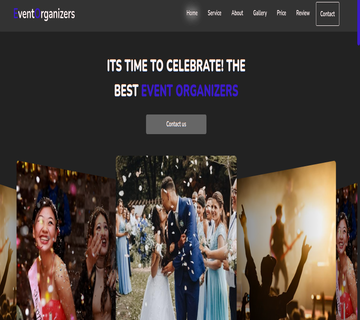 Event Organizers
Home Service About Gallery Price Review Contact
ITS TIME TO CELEBRATE! THE
BEST EVENT ORGANIZERS
Contact us